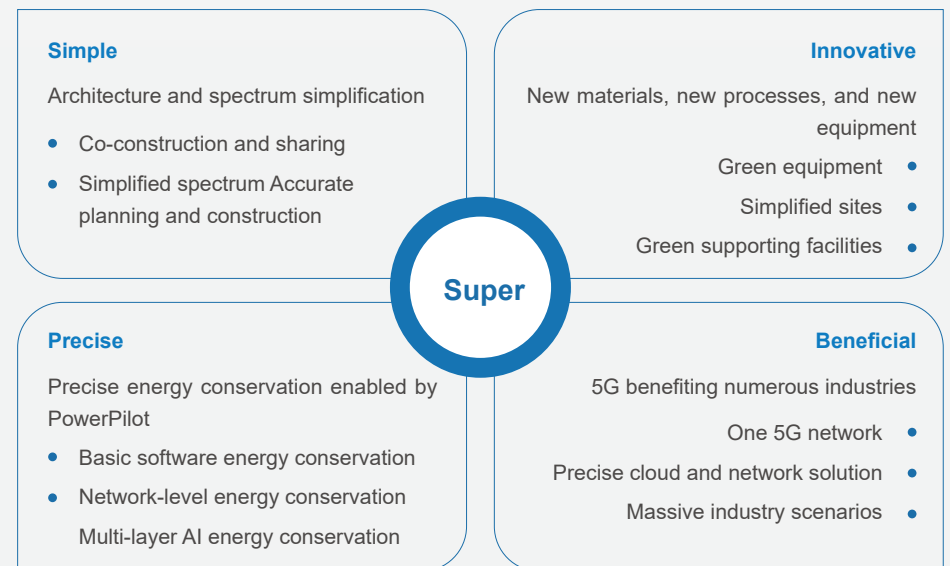 Simple
Architecture and spectrum simplification
Co-construction and sharing
Simplified spectrum Accurate
planning and construction
Innovative
New materials, new processes, and new
equipment
Green equipment
Simplified sites
Green supporting facilities
Super
Precise
Precise energy conservation enabled by
PowerPilot
Basic software energy conservation
Network-level energy conservation
Multi-layer AI energy conservation
Beneficial
5G benefiting numerous industries
One 5G network
Precise cloud and network solution
Massive industry scenarios